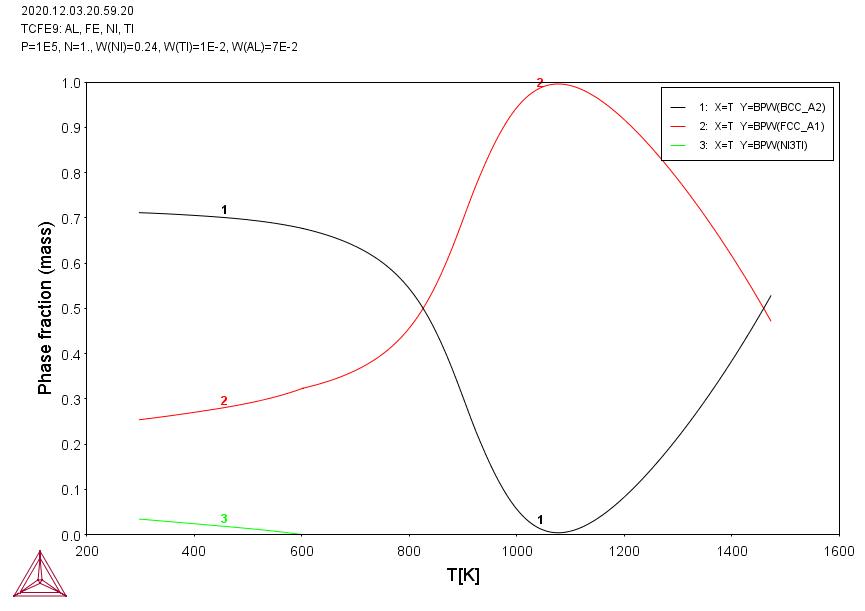 2020.12.03.20.59.20
TCFE9: AL, FE, NI, TI
P=1E5, N=1., W(NI)=0.24, W(TI)=1E-2, W(AL)=7E-2
1: X=T Y=BPW(BCC_A2)
2: X=T Y=BPW(FCC_A1)
3: X=T Y=BPW(NI3TI)
Phase fraction (mass)
1.0
0.9
0.8
0.7
0.6
0.5
0.4
0.3
0.2
0.1
0.0
2
1
2
3
1
200 400 600 800 1000 1200 1400 1600
T[K]